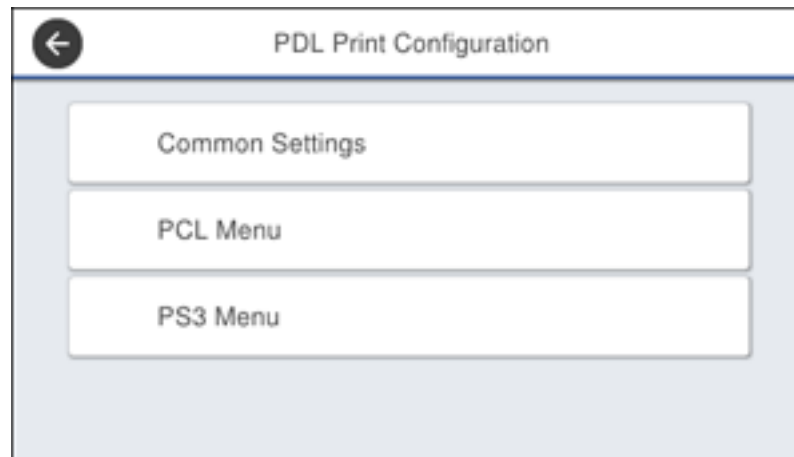 PDL Print Configuration
Common Settings
PCL Menu
PS3 Menu